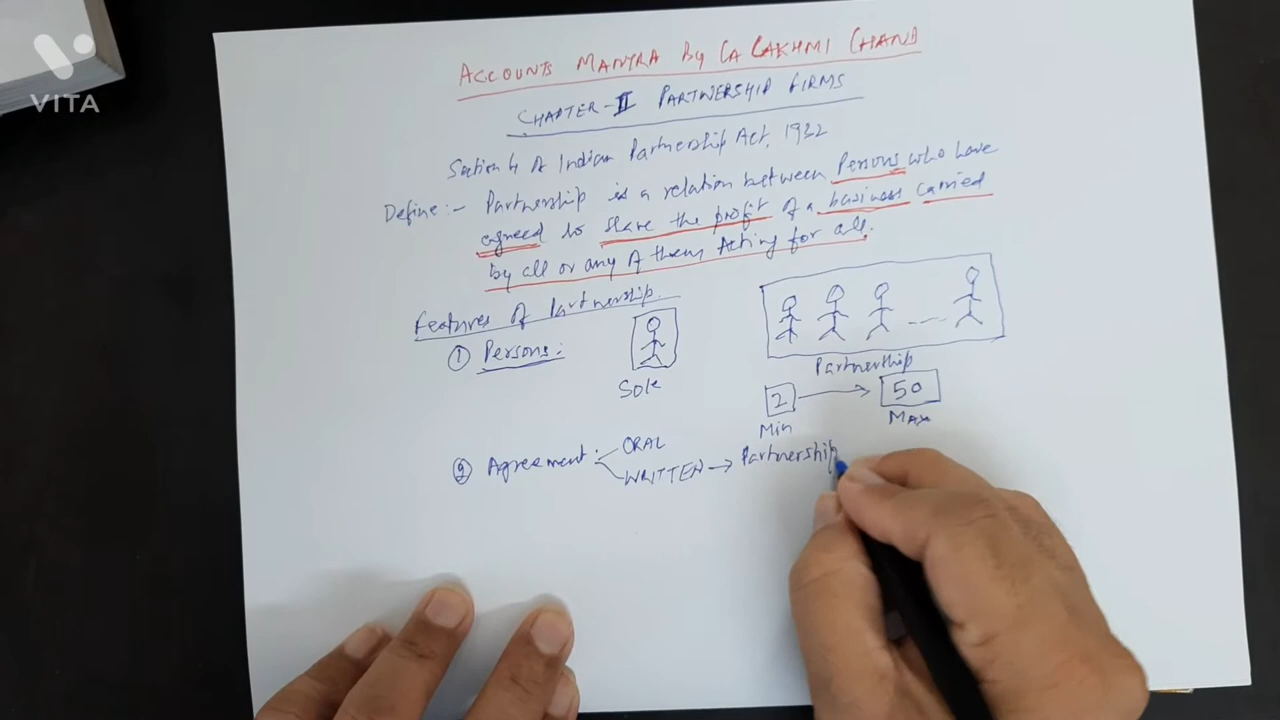 VITA
ACCOUNTS MANTRA By CA LAKHMI CHAND
CHAPTER-II PARTNERSHIP FIRMS
Section 4 of Indian Partnership Act, 1932
Define:- Partnership is a relation between Persons who have
agreed to share the profit of a business carried
by all or any of them Acting for all.
Features of Partnership.
① Persons:
Sole
Partnership
2 → 50
Min Max
② Agreement:
ORAL
WRITTEN → Partnership